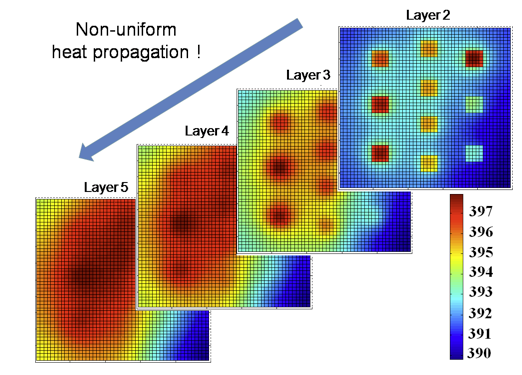 Non-uniform
heat propagation !
Layer 2
Layer 3
Layer 4
Layer 5
397
396
395
394
393
392
391
390